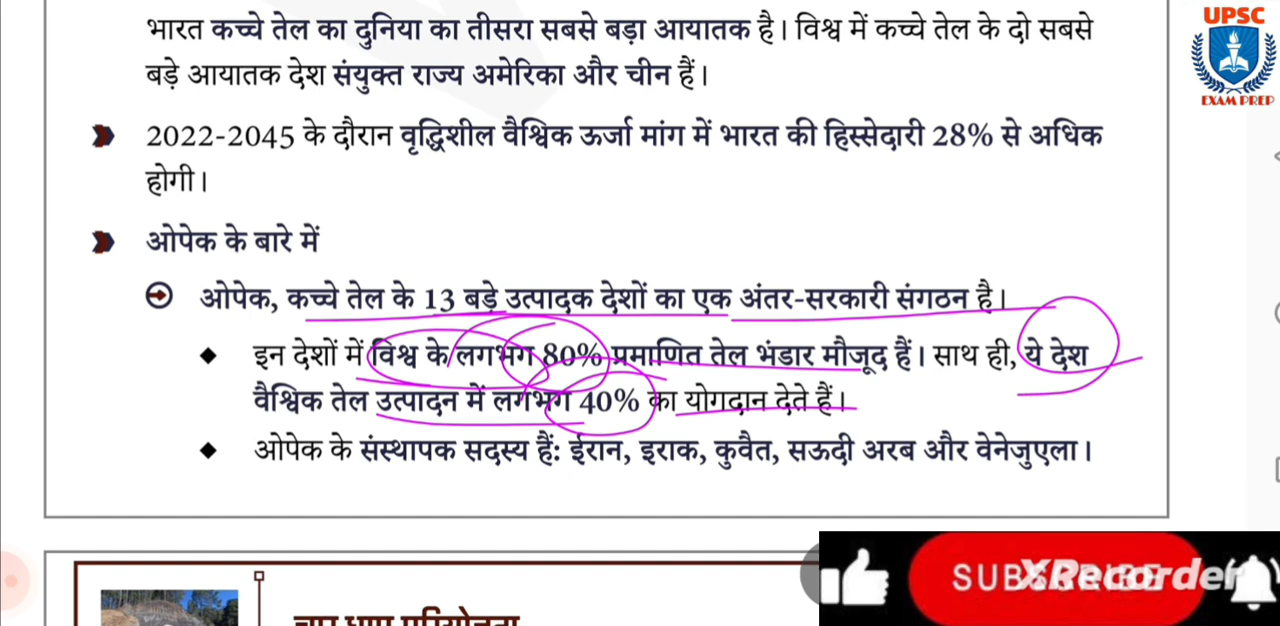 भारत कच्चे तेल का दुनिया का तीसरा सबसे बड़ा आयातक है। विश्व में कच्चे तेल के दो सबसे
बड़े आयातक देश संयुक्त राज्य अमेरिका और चीन हैं।
UPSC
EXAM PREP
2022-2045 के दौरान वृद्धिशील वैश्विक ऊर्जा मांग में भारत की हिस्सेदारी 28% से अधिक
होगी।
ओपेक के बारे में
ओपेक, कच्चे तेल के 13 बड़े उत्पादक देशों का एक अंतर-सरकारी संगठन है।
इन देशों में विश्व के लगभग 80% प्रमाणित तेल भंडार मौजूद हैं। साथ ही, ये देश
वैश्विक तेल उत्पादन में लगभग 40% का योगदान देते हैं।
ओपेक के संस्थापक सदस्य हैं: ईरान, इराक, कुवैत, सऊदी अरब और वेनेजुएला।
SUBSCRIBE
XRecorder